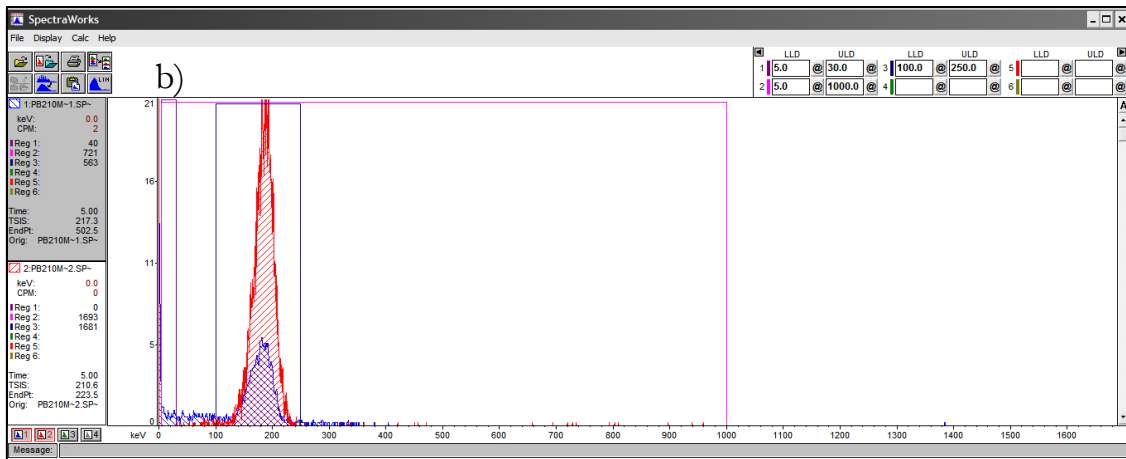 SpectraWorks
File Display Calc Help
b)
LLD ULD LLD ULD LLD ULD
1 5.0 @ 30.0 @ 3 100.0 @ 250.0 @ 5 @ @
2 5.0 @ 1000.0 @ 4 @ @ 6 @ @
LIN
1:PB210M~1.SP~
keV: 0.0
CPM: 2
Reg 1: 40
Reg 2: 721
Reg 3: 563
Reg 4:
Reg 5:
Reg 6:
Time: 5.00
TSIS: 217.3
EndPt: 502.5
Orig: PB210M~1.SP~
2:PB210M~2.SP~
keV: 0.0
CPM: 0
Reg 1: 0
Reg 2: 1693
Reg 3: 1681
Reg 4:
Reg 5:
Reg 6:
Time: 5.00
TSIS: 210.6
EndPt: 223.5
Orig: PB210M~2.SP~
21
16
11
5
0
A
1 2 3 4
keV 0 100 200 300 400 500 600 700 800 900 1000 1100 1200 1300 1400 1500 1600
Message: